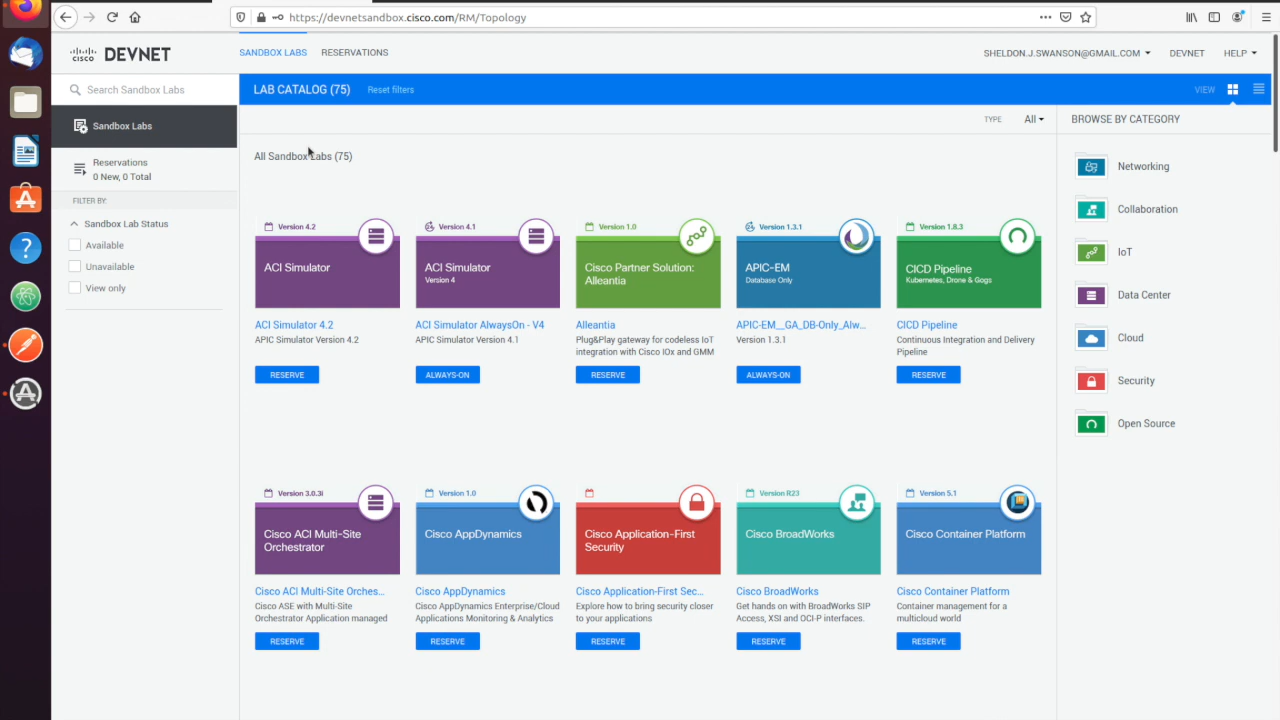 https://devnetsandbox.cisco.com/RM/Topology
cisco DEVNET
SANDBOX LABS
RESERVATIONS
SHELDON.J.SWANSON@GMAIL.COM
DEVNET
HELP
Search Sandbox Labs
LAB CATALOG (75)
Reset filters
VIEW
Sandbox Labs
TYPE
All
BROWSE BY CATEGORY
Reservations
0 New, 0 Total
FILTER BY:
Sandbox Lab Status
Available
Unavailable
View only
All Sandbox Labs (75)
Version 4.2
ACI Simulator
ACI Simulator 4.2
APIC Simulator Version 4.2
RESERVE
Version 4.1
ACI Simulator
Version 4
ACI Simulator AlwaysOn - V4
APIC Simulator Version 4.1
ALWAYS-ON
Version 1.0
Cisco Partner Solution:
Alleantia
Alleantia
Plug&Play gateway for codeless IoT
integration with Cisco IOx and GMM
RESERVE
Version 1.3.1
APIC-EM
Database Only
APIC-EM__GA_DB-Only_Alw...
Version 1.3.1
ALWAYS-ON
Version 1.8.3
CICD Pipeline
Kubernetes, Drone & Gogs
CICD Pipeline
Continuous Integration and Delivery
Pipeline
RESERVE
Version 3.0.3i
Cisco ACI Multi-Site
Orchestrator
Cisco ACI Multi-Site Orches...
Cisco ASE with Multi-Site
Orchestrator Application managed
RESERVE
Version 1.0
Cisco AppDynamics
Cisco AppDynamics
Cisco AppDynamics Enterprise/Cloud
Applications Monitoring & Analytics
RESERVE
Cisco Application-First
Security
Cisco Application-First Sec...
Explore how to bring security closer
to your applications
RESERVE
Version R23
Cisco BroadWorks
Cisco BroadWorks
Get hands on with BroadWorks SIP
Access, XSI and OCI-P interfaces.
RESERVE
Version 5.1
Cisco Container Platform
Cisco Container Platform
Container management for a
multicloud world
RESERVE
Networking
Collaboration
IoT
Data Center
Cloud
Security
Open Source